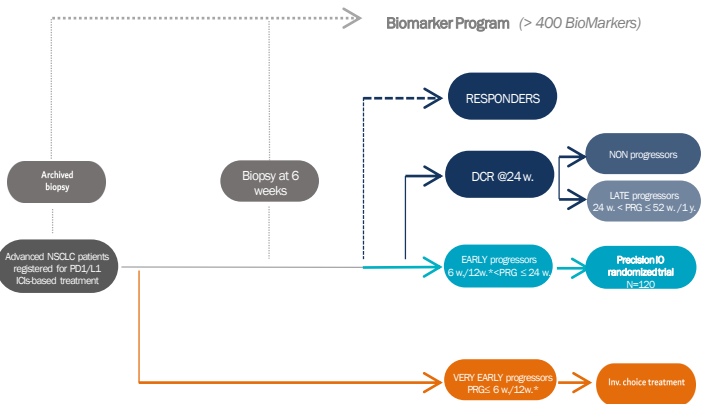 Biomarker Program (> 400 BioMarkers)
RESPONDERS
NON progressors
Archived
biopsy
Biopsy at 6
weeks
DCR @24 w.
LATE progressors
24 w. < PRG ≤ 52 w./1 y.
Advanced NSCLC patients
registered for PD1/L1
ICIs-based treatment
EARLY progressors
6 w./12w.*<PRG ≤ 24 w.
Precision IO
randomized trial
N=120
VERY EARLY progressors
PRG≤ 6 w./12w.*
Inv. choice treatment